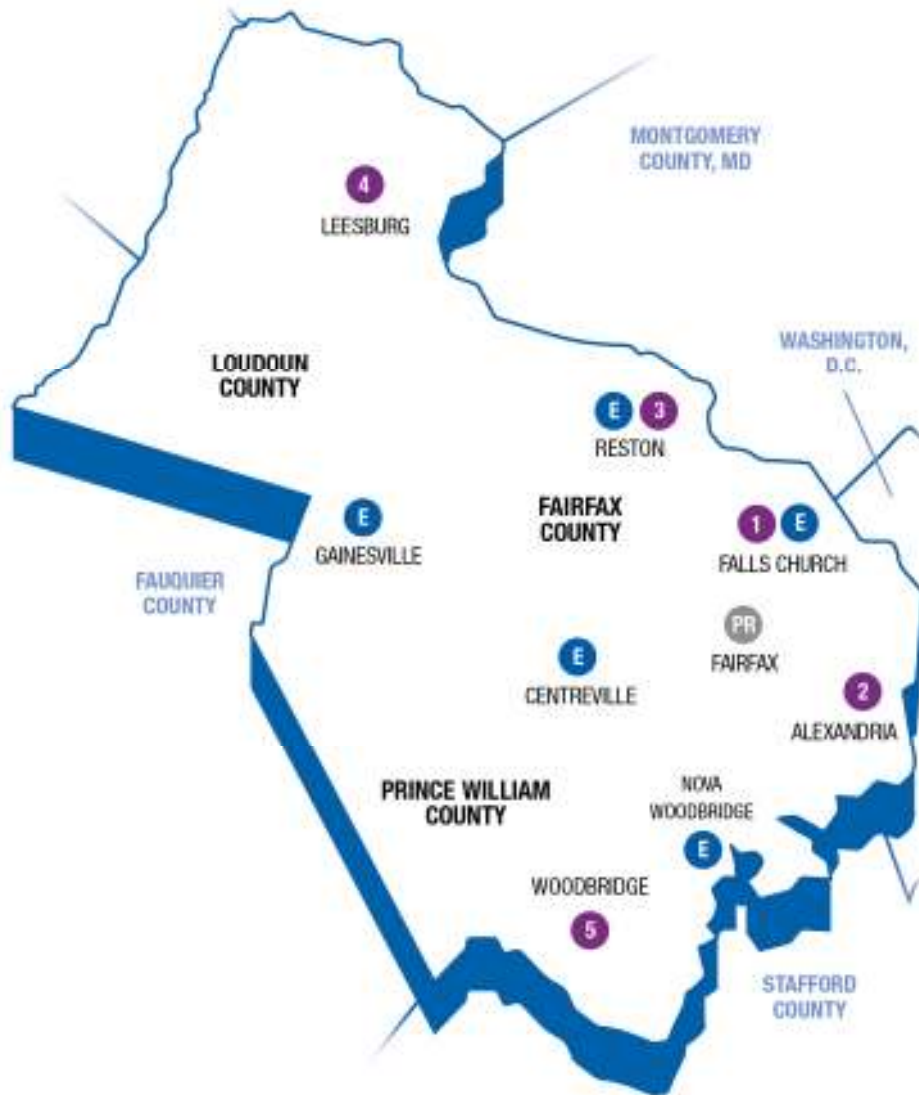 MONTGOMERY
COUNTY, MD
4
LEESBURG
WASHINGTON,
D.C.
LOUDOUN
COUNTY
E 3
RESTON
E
GAINESVILLE
FAIRFAX
COUNTY
1 E
FALLS CHURCH
FAUQUIER
COUNTY
PR
FAIRFAX
E
CENTREVILLE
2
ALEXANDRIA
PRINCE WILLIAM
COUNTY
NOVA
WOODBRIDGE
E
WOODBRIDGE
5
STAFFORD
COUNTY